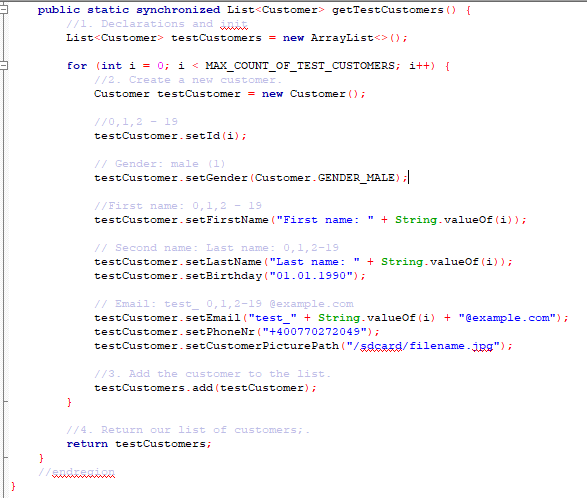 public static synchronized List<Customer> getTestCustomers() {
//1. Declarations and init
List<Customer> testCustomers = new ArrayList<>();
for (int i = 0; i < MAX_COUNT_OF_TEST_CUSTOMERS; i++) {
//2. Create a new customer.
Customer testCustomer = new Customer();
//0,1,2 - 19
testCustomer.setId(i);
// Gender: male (1)
testCustomer.setGender(Customer.GENDER_MALE);
//First name: 0,1,2 - 19
testCustomer.setFirstName("First name: " + String.valueOf(i));
// Second name: Last name: 0,1,2-19
testCustomer.setLastName("Last name: " + String.valueOf(i));
testCustomer.setBirthday("01.01.1990");
// Email: test_ 0,1,2-19 @example.com
testCustomer.setEmail("test_" + String.valueOf(i) + "@example.com");
testCustomer.setPhoneNr("+400770272049");
testCustomer.setCustomerPicturePath("/sdcard/filename.jpg");
//3. Add the customer to the list.
testCustomers.add(testCustomer);
}
//4. Return our list of customers;.
return testCustomers;
}
//endregion
}